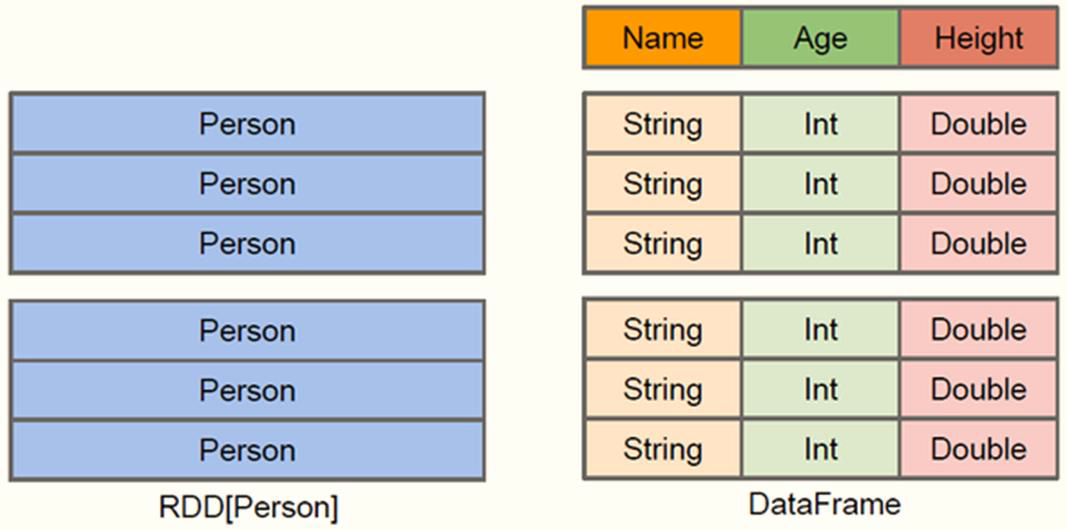 Name Age Height
Person String Int Double
Person String Int Double
Person String Int Double
Person String Int Double
Person String Int Double
Person String Int Double
RDD[Person] DataFrame